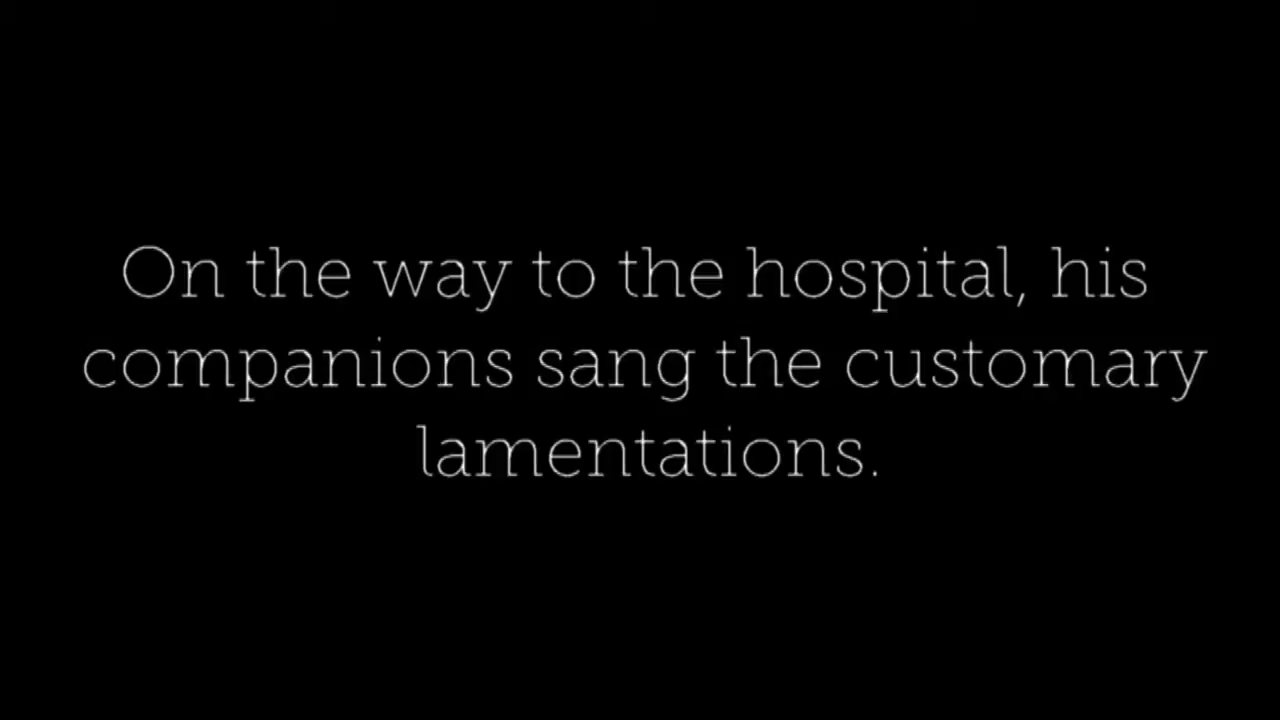 On the way to the hospital, his
companions sang the customary
lamentations.